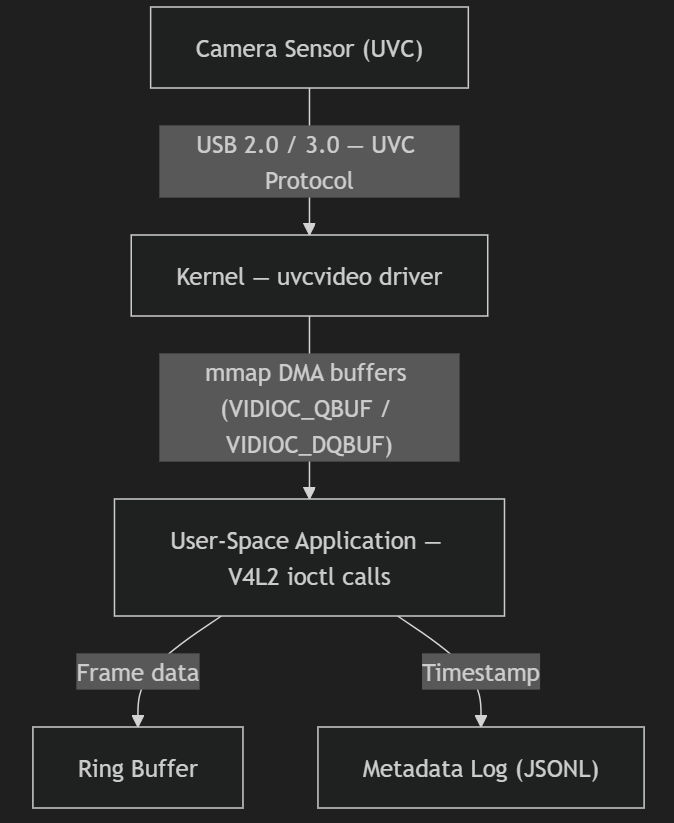 Camera Sensor (UVC)
USB 2.0 / 3.0 — UVC
Protocol
Kernel — uvcvideo driver
mmap DMA buffers
(VIDIOC_QBUF /
VIDIOC_DQBUF)
User-Space Application —
V4L2 ioctl calls
Frame data
Timestamp
Ring Buffer
Metadata Log (JSONL)